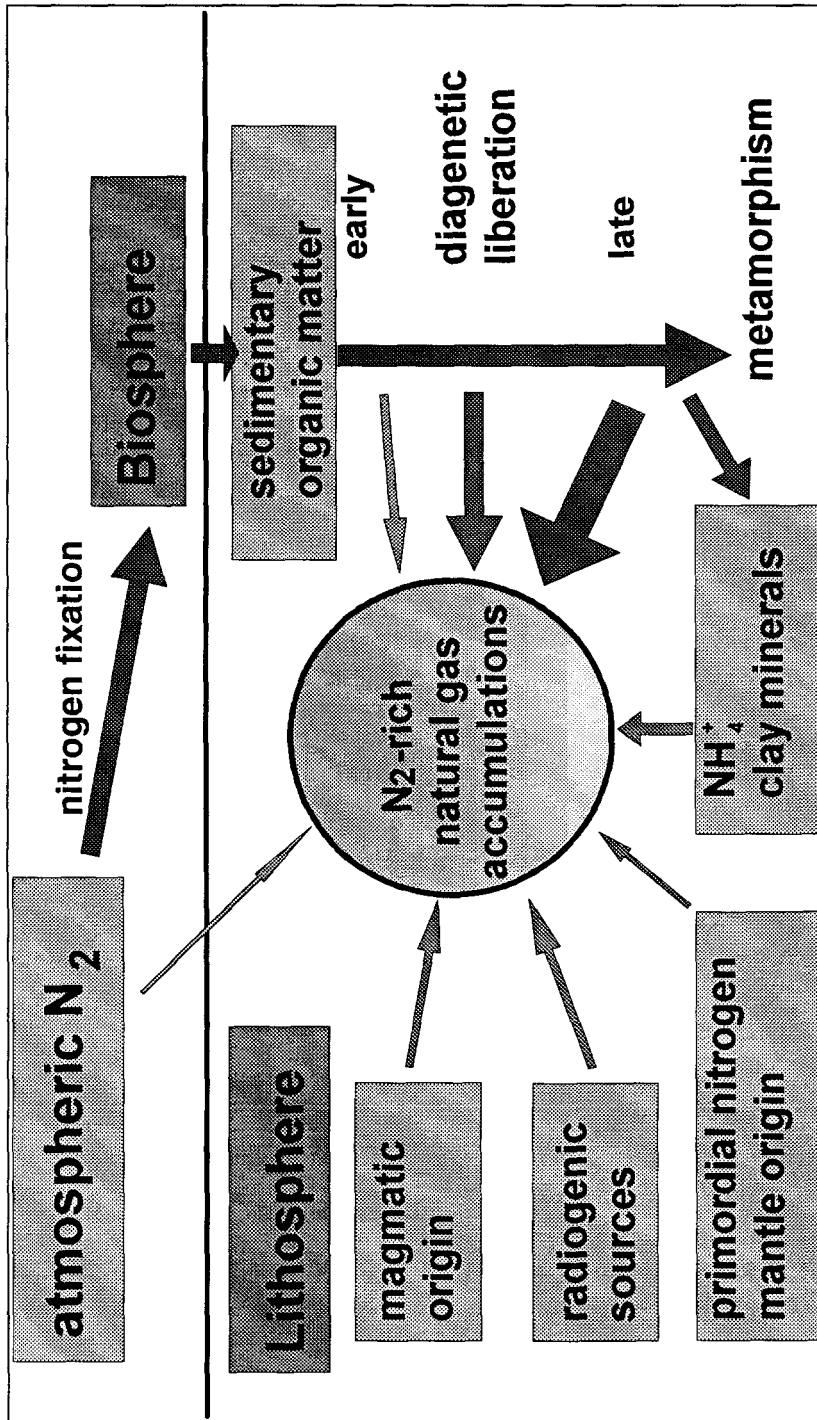 atmospheric N₂
nitrogen fixation
Biosphere
Lithosphere
sedimentary
organic matter
early
diagenetic
liberation
late
metamorphism
magmatic
origin
N₂-rich
natural gas
accumulations
radiogenic
sources
primordial nitrogen
mantle origin
NH₄⁺
clay minerals